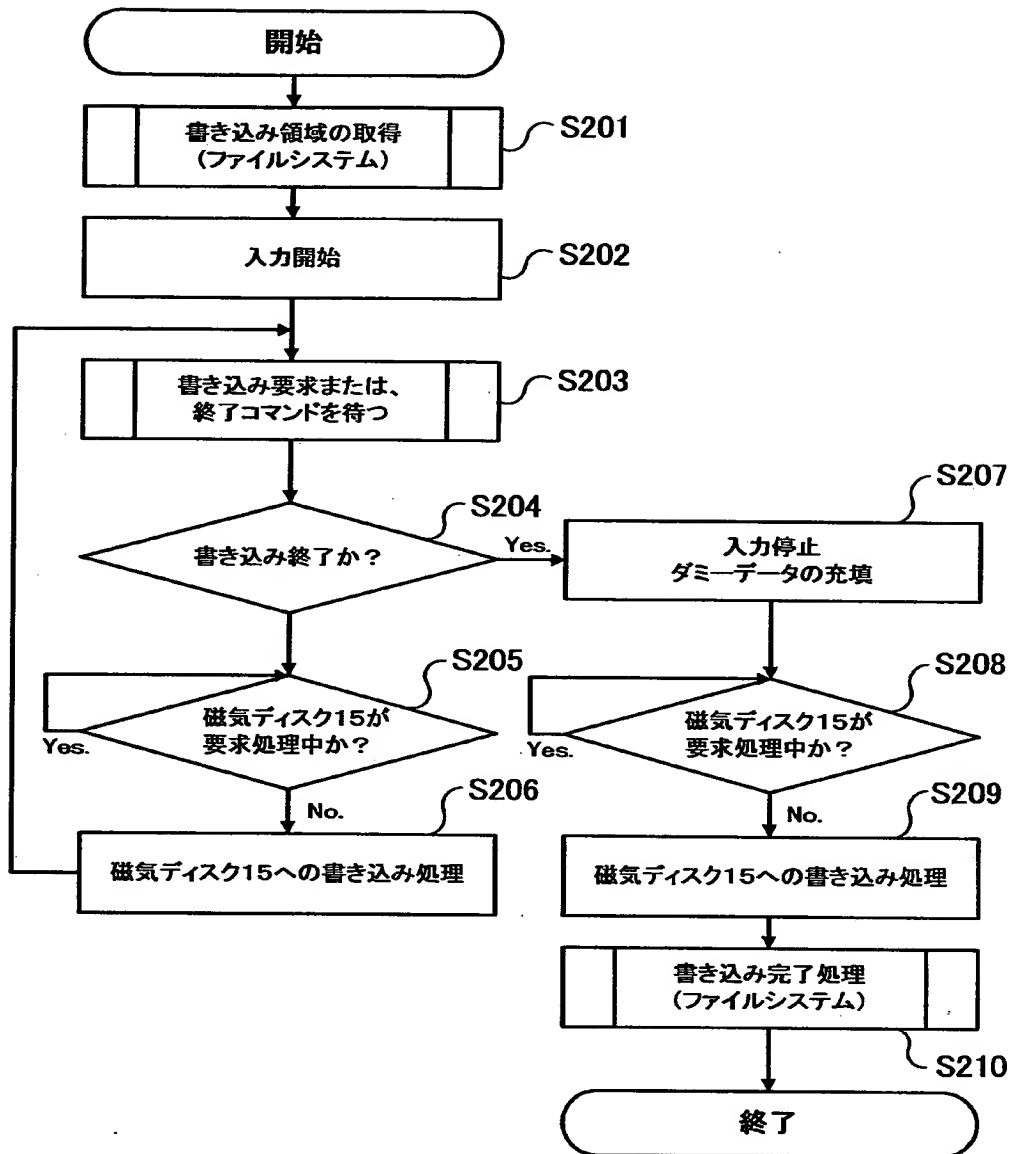 開始
書き込み領域の取得
(ファイルシステム)
S201
入力開始
S202
書き込み要求または、
終了コマンドを待つ
S203
書き込み終了か?
S204
Yes.
入力停止
ダミーデータの充填
S207
磁気ディスク15が
要求処理中か?
S205
Yes.
No.
磁気ディスク15への書き込み処理
S206
磁気ディスク15が
要求処理中か?
S208
Yes.
No.
磁気ディスク15への書き込み処理
S209
書き込み完了処理
(ファイルシステム)
S210
終了